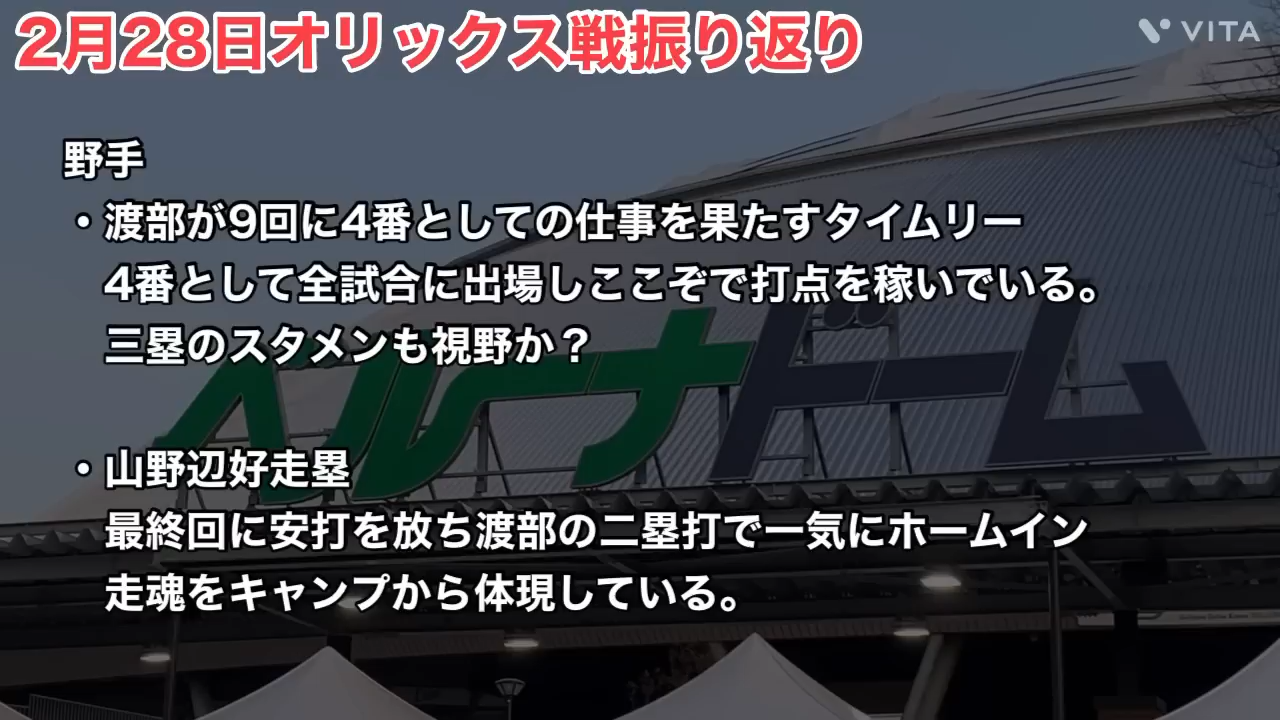 2月28日オリックス戦振り返り
VITA
野手
・渡部が9回に4番としての仕事を果たすタイムリー
4番として全試合に出場しここぞで打点を稼いでいる。
三塁のスタメンも視野か？
ベルーナドーム
・山野辺好走塁
最終回に安打を放ち渡部の二塁打で一気にホームイン
走魂をキャンプから体現している。